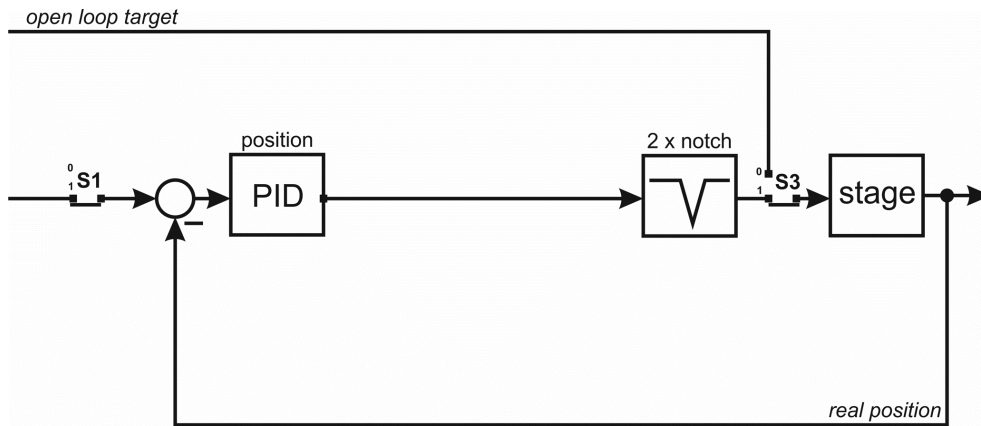 open loop target
position
2 x notch
0
1
S1
PID
0
1
S3
stage
real position